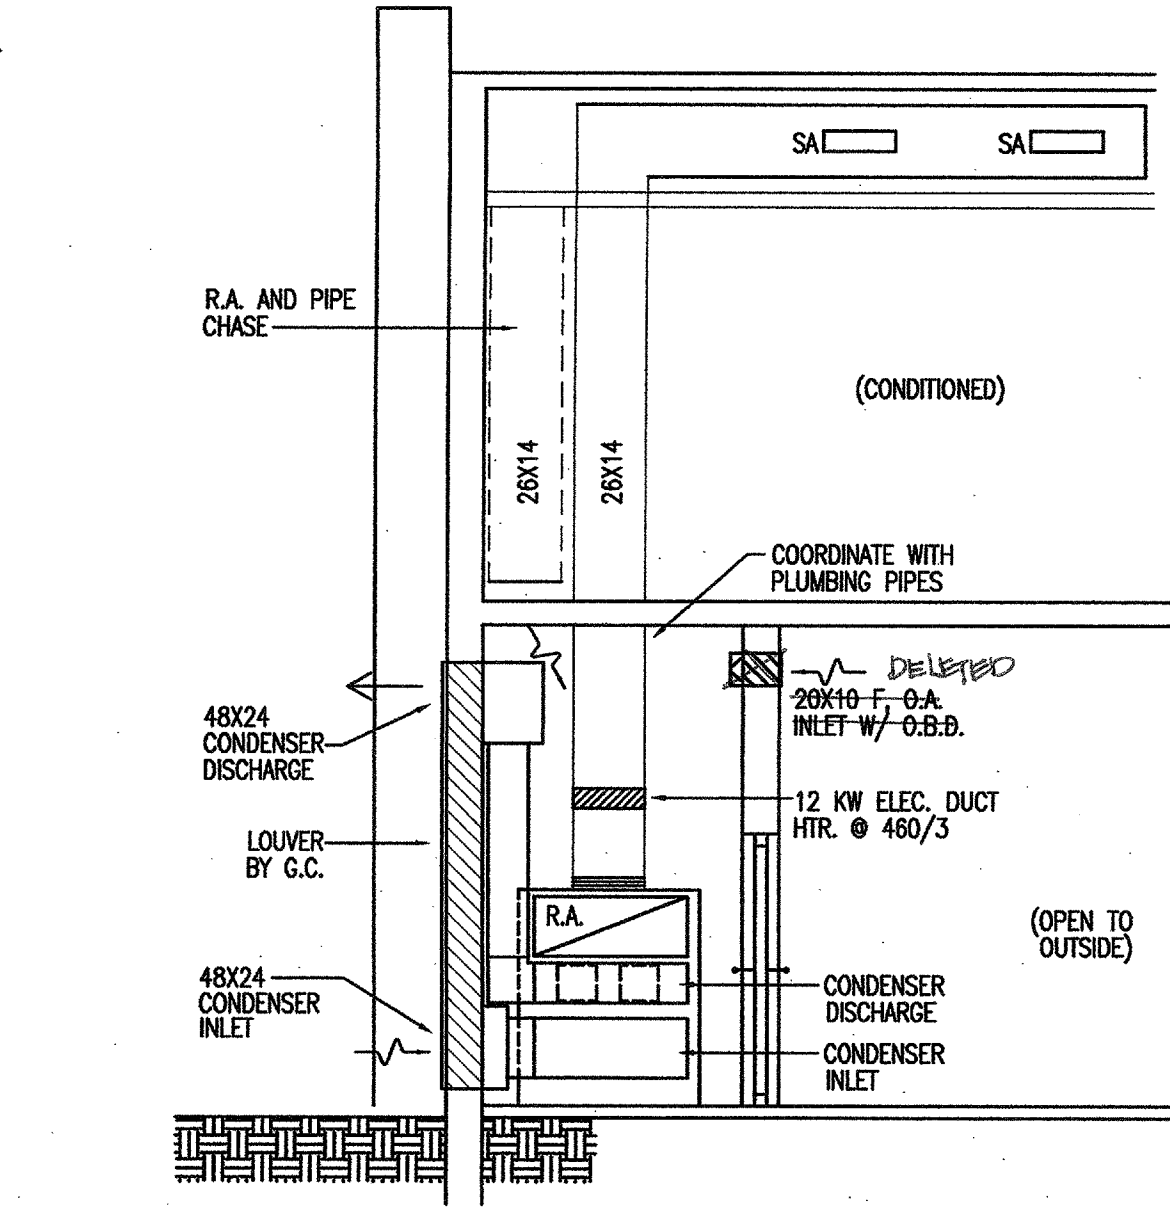 SA
SA
R.A. AND PIPE
CHASE
(CONDITIONED)
26X14
26X14
COORDINATE WITH
PLUMBING PIPES
DELETED
20X10 F, O.A.
INLET W/ O.B.D.
48X24
CONDENSER
DISCHARGE
12 KW ELEC. DUCT
HTR. @ 460/3
LOUVER
BY G.C.
R.A.
(OPEN TO
OUTSIDE)
48X24
CONDENSER
INLET
CONDENSER
DISCHARGE
CONDENSER
INLET